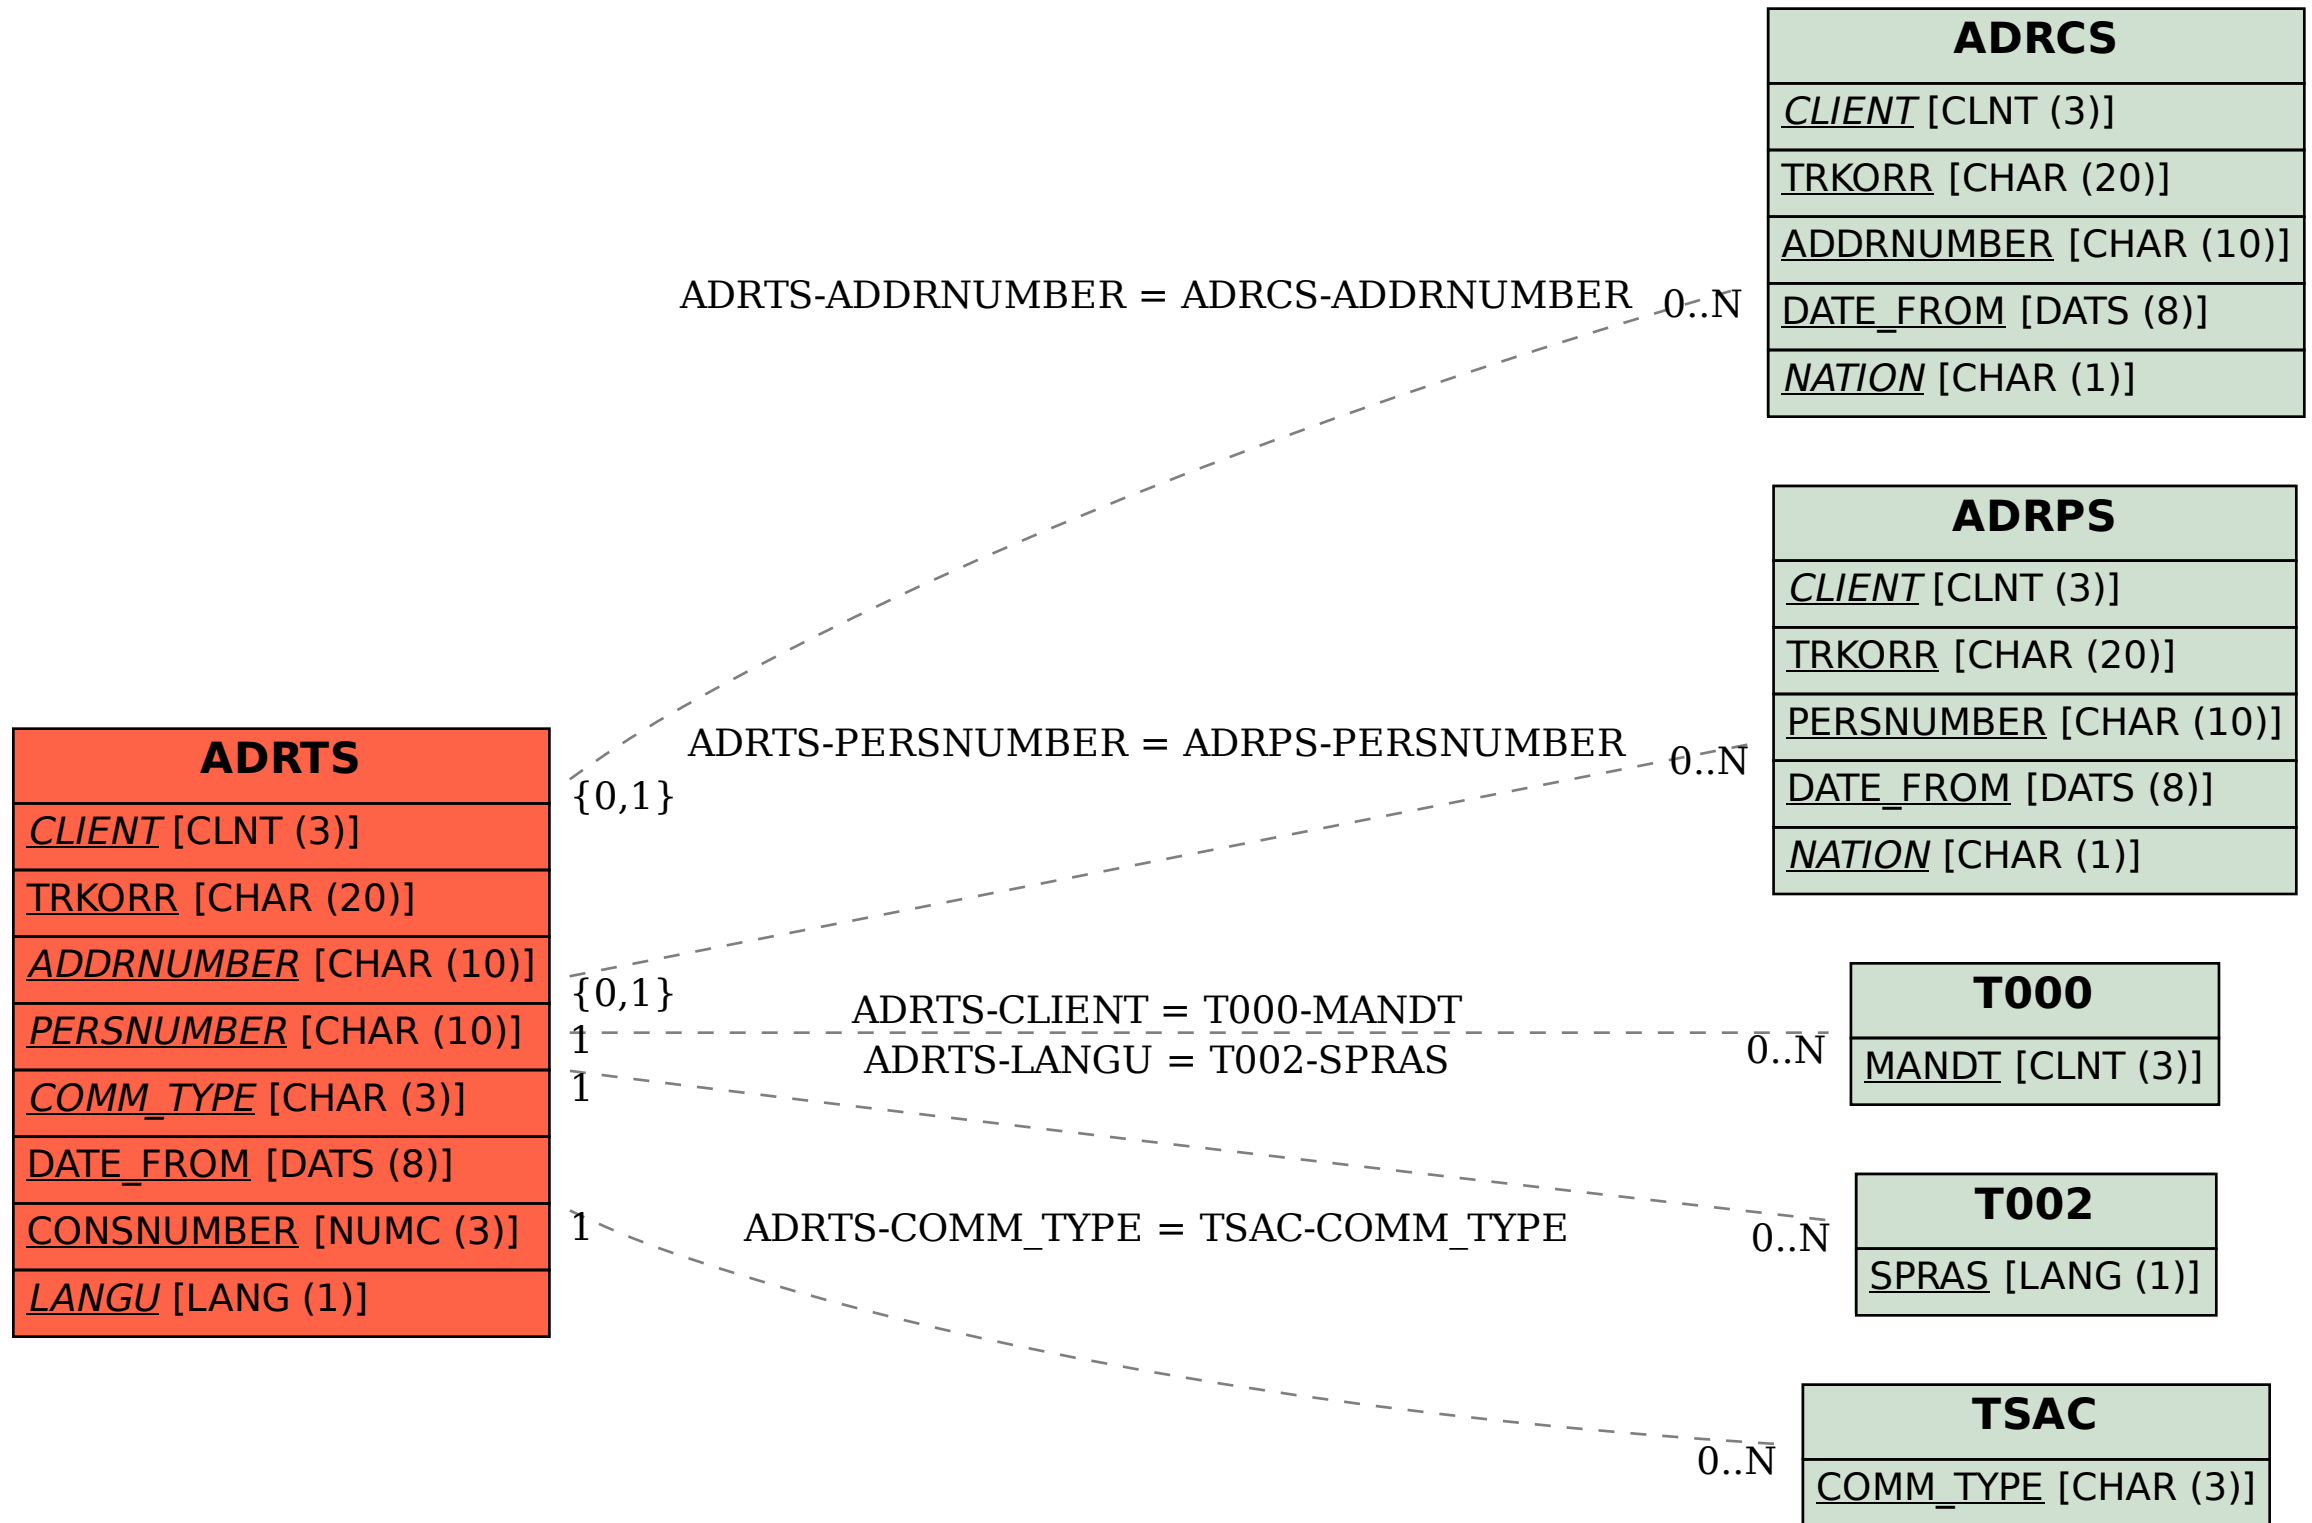 ADRCS
CLIENT [CLNT (3)]
TRKORR [CHAR (20)]
ADDRNUMBER [CHAR (10)]
DATE_FROM [DATS (8)]
NATION [CHAR (1)]
ADRTS-ADDRNUMBER = ADRCS-ADDRNUMBER
0..N
{0,1}
ADRPS
CLIENT [CLNT (3)]
TRKORR [CHAR (20)]
PERSNUMBER [CHAR (10)]
DATE_FROM [DATS (8)]
NATION [CHAR (1)]
ADRTS-PERSNUMBER = ADRPS-PERSNUMBER
0..N
{0,1}
ADRTS
CLIENT [CLNT (3)]
TRKORR [CHAR (20)]
ADDRNUMBER [CHAR (10)]
PERSNUMBER [CHAR (10)]
COMM_TYPE [CHAR (3)]
DATE_FROM [DATS (8)]
CONSNUMBER [NUMC (3)]
LANGU [LANG (1)]
ADRTS-CLIENT = T000-MANDT
1
0..N
T000
MANDT [CLNT (3)]
ADRTS-LANGU = T002-SPRAS
1
0..N
T002
SPRAS [LANG (1)]
ADRTS-COMM_TYPE = TSAC-COMM_TYPE
1
0..N
TSAC
COMM_TYPE [CHAR (3)]